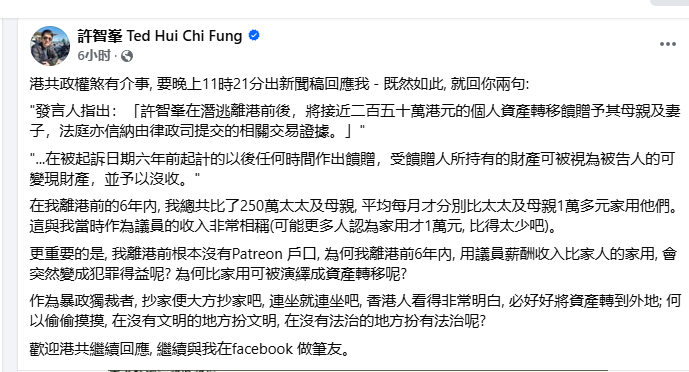 許智峯 Ted Hui Chi Fung
6小时
港共政權煞有介事, 要晚上11時21分出新聞稿回應我 - 既然如此, 就回你兩句:
"發言人指出：「許智峯在潛逃離港前後，將接近二百五十萬港元的個人資產轉移饋贈予其母親及妻
子，法庭亦信納由律政司提交的相關交易證據。」"
"...在被起訴日期六年前起計的以後任何時間作出饋贈，受饋贈人所持有的財產可被視為被告人的可
變現財產，並予以沒收。"
在我離港前的6年內, 我總共比了250萬太太及母親, 平均每月才分別比太太及母親1萬多元家用他們。
這與我當時作為議員的收入非常相稱(可能更多人認為家用才1萬元, 比得太少吧)。
更重要的是, 我離港前根本沒有Patreon 戶口, 為何我離港前6年內, 用議員薪酬收入比家人的家用, 會
突然變成犯罪得益呢? 為何比家用可被演繹成資產轉移呢?
作為暴政獨裁者, 抄家便大方抄家吧, 連坐就連坐吧, 香港人看得非常明白, 必好好將資產轉到外地; 何
以偷偷摸摸, 在沒有文明的地方扮文明, 在沒有法治的地方扮有法治呢?
歡迎港共繼續回應, 繼續與我在facebook 做筆友。